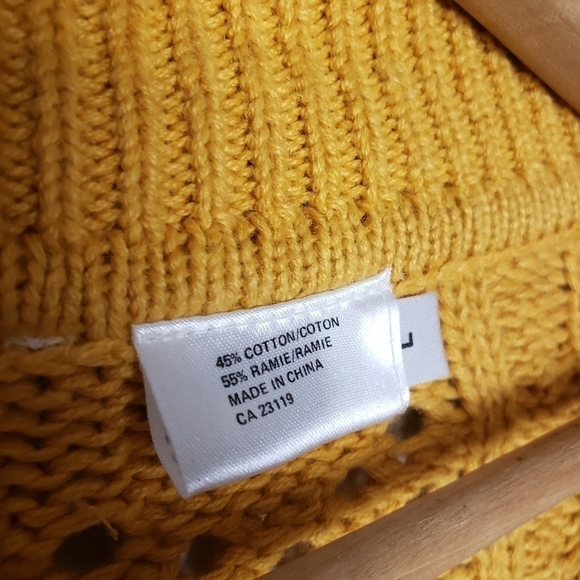 45% COTTON/COTON
55% RAMIE/RAMIE
MADE IN CHINA
CA 23119
L